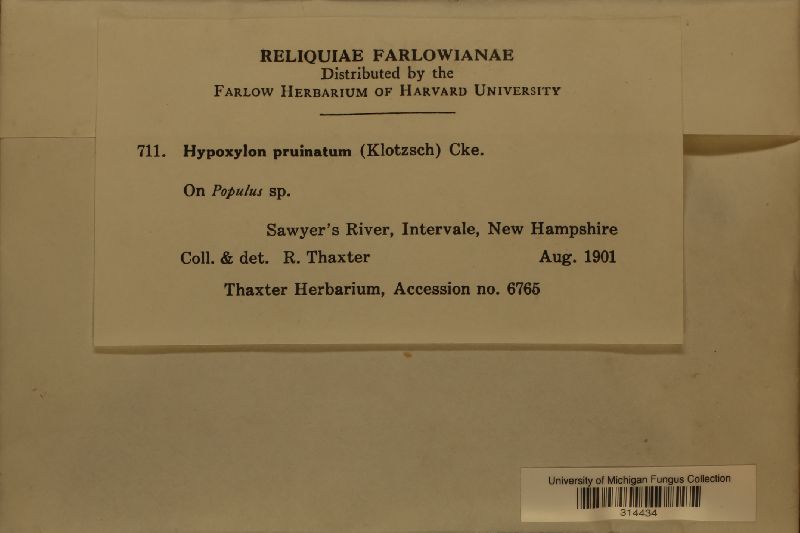 RELIQUIAE FARLOWIANAE
Distributed by the
FARLOW HERBARIUM OF HARVARD UNIVERSITY
711. Hypoxylon pruinatum (Klotzsch) Cke.
On Populus sp.
Sawyer's River, Intervale, New Hampshire
Coll. & det. R. Thaxter Aug. 1901
Thaxter Herbarium, Accession no. 6765
University of Michigan Fungus Collection
314434